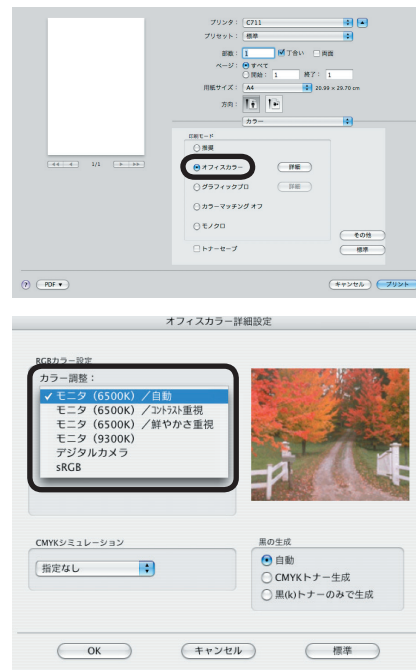 プリンタ： C711
プリセット： 標準
部数： 1 丁合い 両面
ページ： すべて
開始： 1 終了： 1
用紙サイズ： A4 20.99 x 29.70 cm
方向：
カラー
印刷モード
推奨
オフィスカラー 詳細
グラフィックプロ 詳細
カラーマッチング オフ
モノクロ
トナーセーブ
その他
標準
1/1
? PDF キャンセル プリント
オフィスカラー詳細設定
RGBカラー設定
カラー調整：
モニタ（6500K）／自動
モニタ（6500K）／コントラスト重視
モニタ（6500K）／鮮やかさ重視
モニタ（9300K）
デジタルカメラ
sRGB
CMYKシミュレーション
指定なし
黒の生成
自動
CMYKトナー生成
黒(k)トナーのみで生成
OK キャンセル 標準